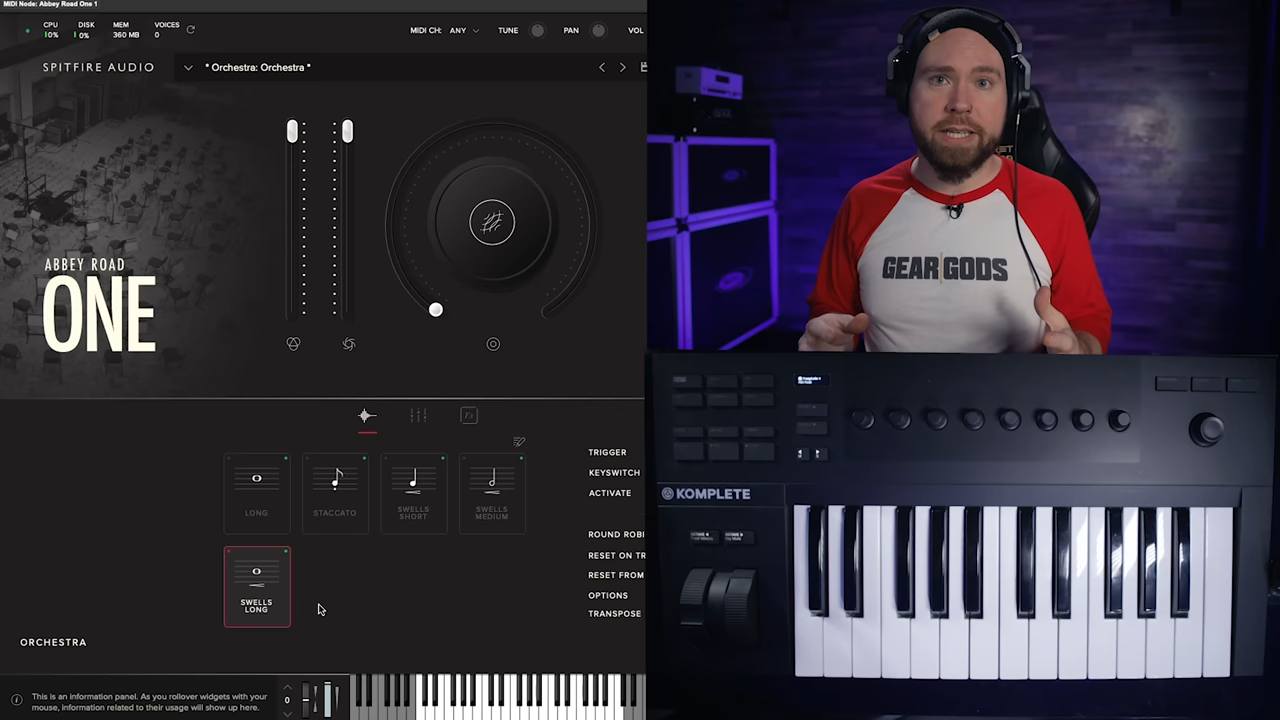 MIDI Node: Abbey Road One 1
CPU DISK MEM VOICES
0% 0% 360 MB 0
MIDI CH: ANY TUNE PAN VOL
SPITFIRE AUDIO
* Orchestra: Orchestra *
ABBEY ROAD
ONE
GEAR GODS
TRIGGER
KEYSWITCH
ACTIVATE
LONG
STACCATO
SWELLS
SHORT
SWELLS
MEDIUM
ROUND ROBI
RESET ON TR
RESET FROM
OPTIONS
TRANSPOSE
SWELLS
LONG
ORCHESTRA
This is an information panel. As you rollover widgets with your
mouse, information related to their usage will show up here.
0
KOMPLETE